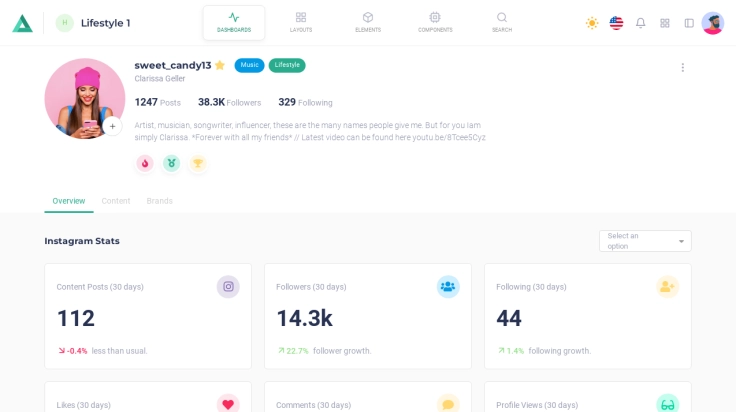 H Lifestyle 1
DASHBOARDS LAYOUTS ELEMENTS COMPONENTS SEARCH
sweet_candy13 Music Lifestyle
Clarissa Geller
1247 Posts 38.3K Followers 329 Following
Artist, musician, songwriter, influencer, these are the many names people give me. But for you Iam
simply Clarissa. *Forever with all my friends* // Latest video can be found here youtu.be/8Tcee5Cyz.
Overview Content Brands
Instagram Stats
Select an
option
Content Posts (30 days)
112
-0.4% less than usual.
Followers (30 days)
14.3k
22.7% follower growth.
Following (30 days)
44
1.4% following growth.
Likes (30 days)
Comments (30 days)
Profile Views (30 days)